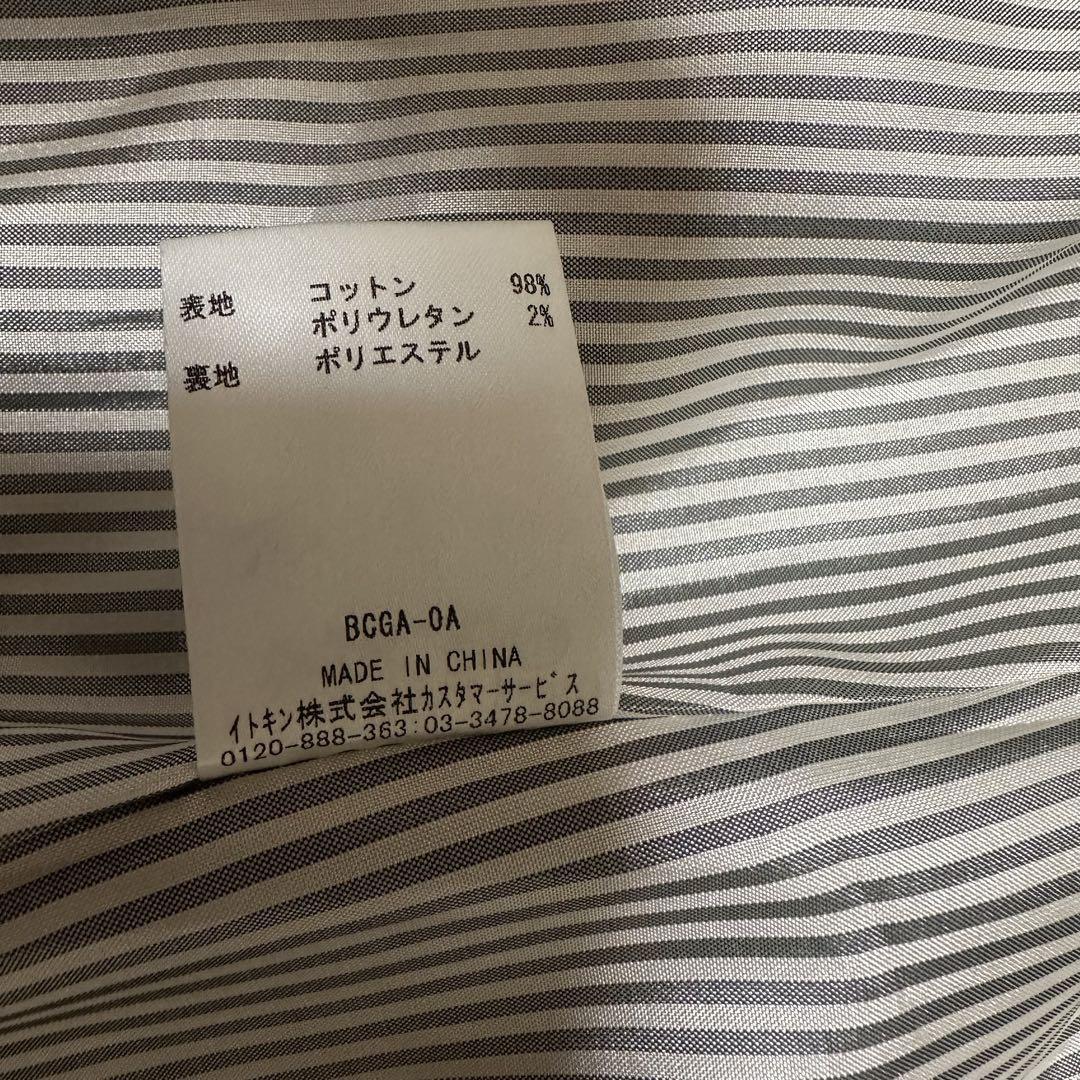 表地 コットン 98%
ポリウレタン 2%
裏地 ポリエステル
BCGA-0A
MADE IN CHINA
イトキン株式会社カスタマーサービス
0120-888-363:03-3478-8088